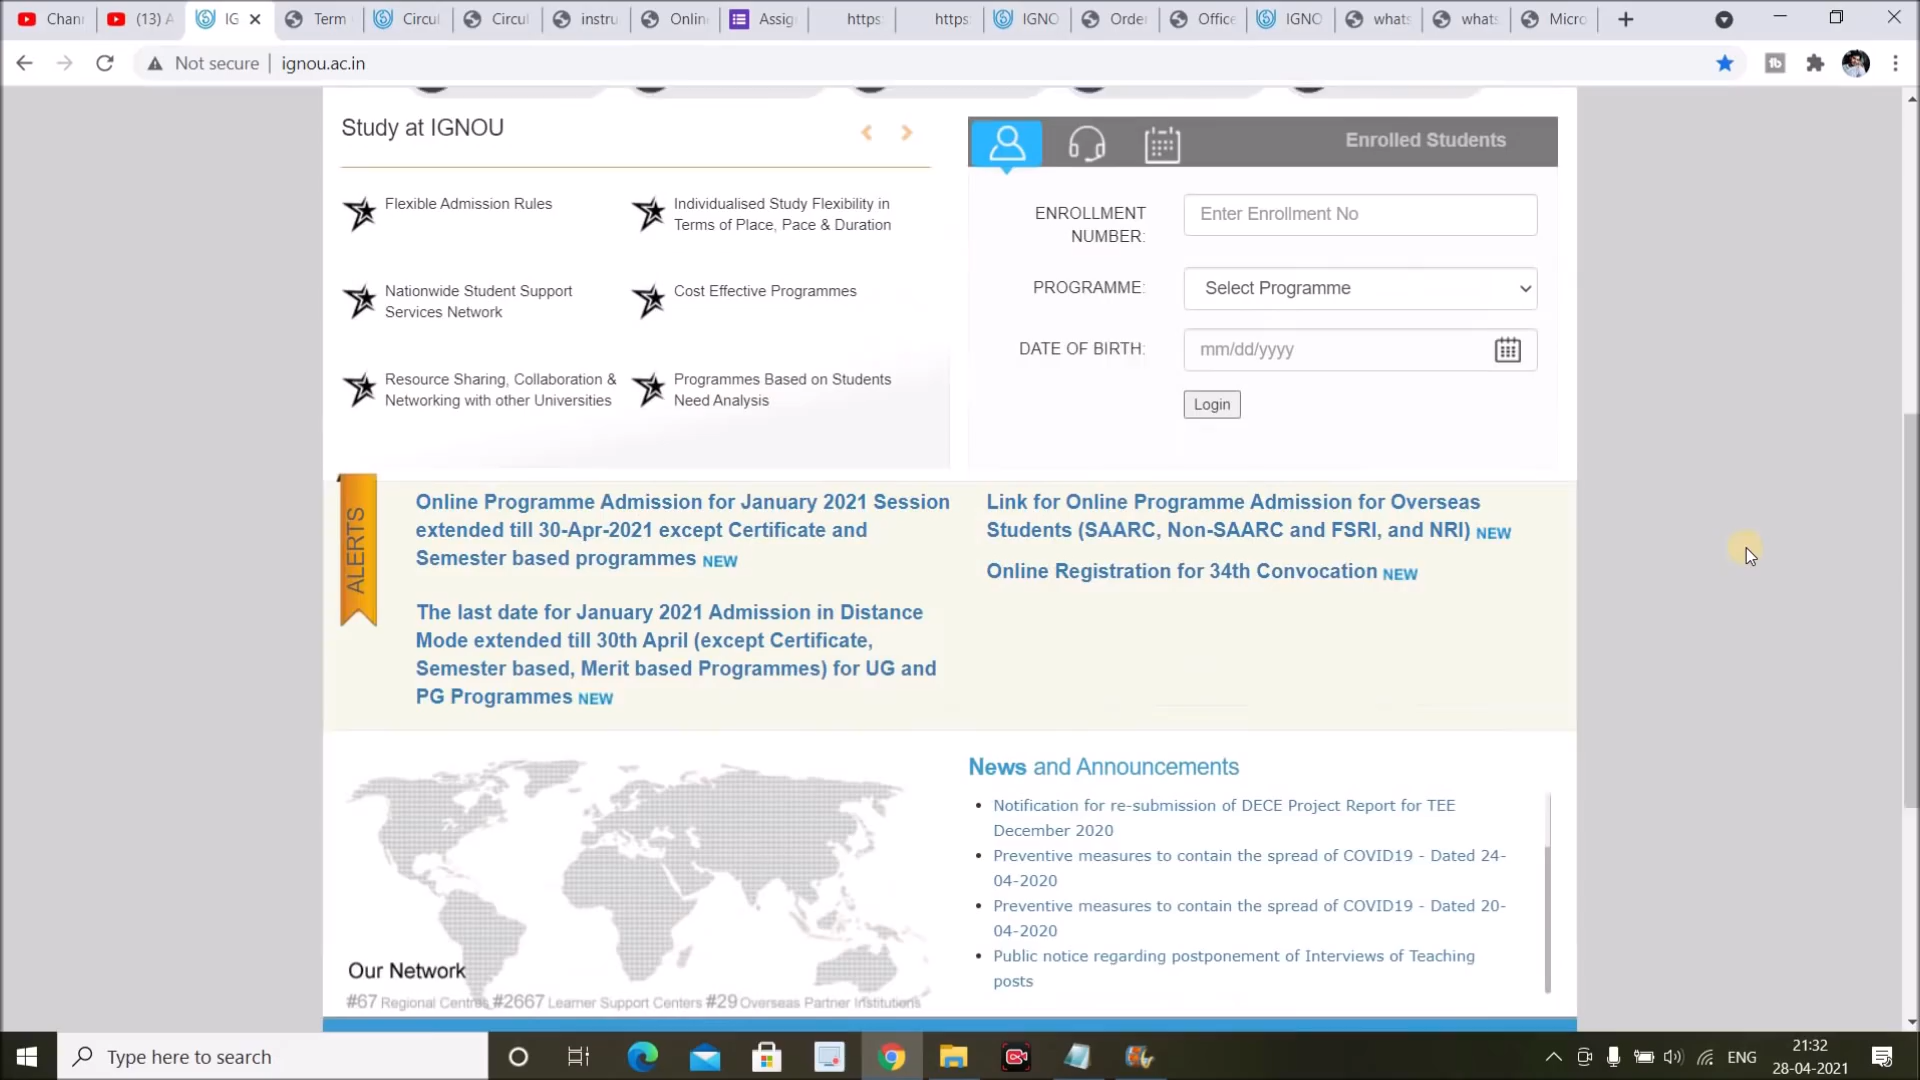 Chann
(13) A
IG
Term
Circul
Circul
instru
Online
Assig
https:
https:
IGNO
Order
Office
IGNO
whats
whats
Micro
Not secure
ignou.ac.in
Study at IGNOU
Enrolled Students
Flexible Admission Rules
Individualised Study Flexibility in
Terms of Place, Pace & Duration
Nationwide Student Support
Services Network
Cost Effective Programmes
Resource Sharing, Collaboration &
Networking with other Universities
Programmes Based on Students
Need Analysis
ENROLLMENT
NUMBER:
Enter Enrollment No
PROGRAMME:
Select Programme
DATE OF BIRTH:
mm/dd/yyyy
Login
ALERTS
Online Programme Admission for January 2021 Session
extended till 30-Apr-2021 except Certificate and
Semester based programmes NEW
The last date for January 2021 Admission in Distance
Mode extended till 30th April (except Certificate,
Semester based, Merit based Programmes) for UG and
PG Programmes NEW
Link for Online Programme Admission for Overseas
Students (SAARC, Non-SAARC and FSRI, and NRI) NEW
Online Registration for 34th Convocation NEW
Our Network
#67 Regional Centres #2667 Learner Support Centers #29 Overseas Partner Institutions
News and Announcements
Notification for re-submission of DECE Project Report for TEE
December 2020
Preventive measures to contain the spread of COVID19 - Dated 24-
04-2020
Preventive measures to contain the spread of COVID19 - Dated 20-
04-2020
Public notice regarding postponement of Interviews of Teaching
posts
Type here to search
ENG
21:32
28-04-2021